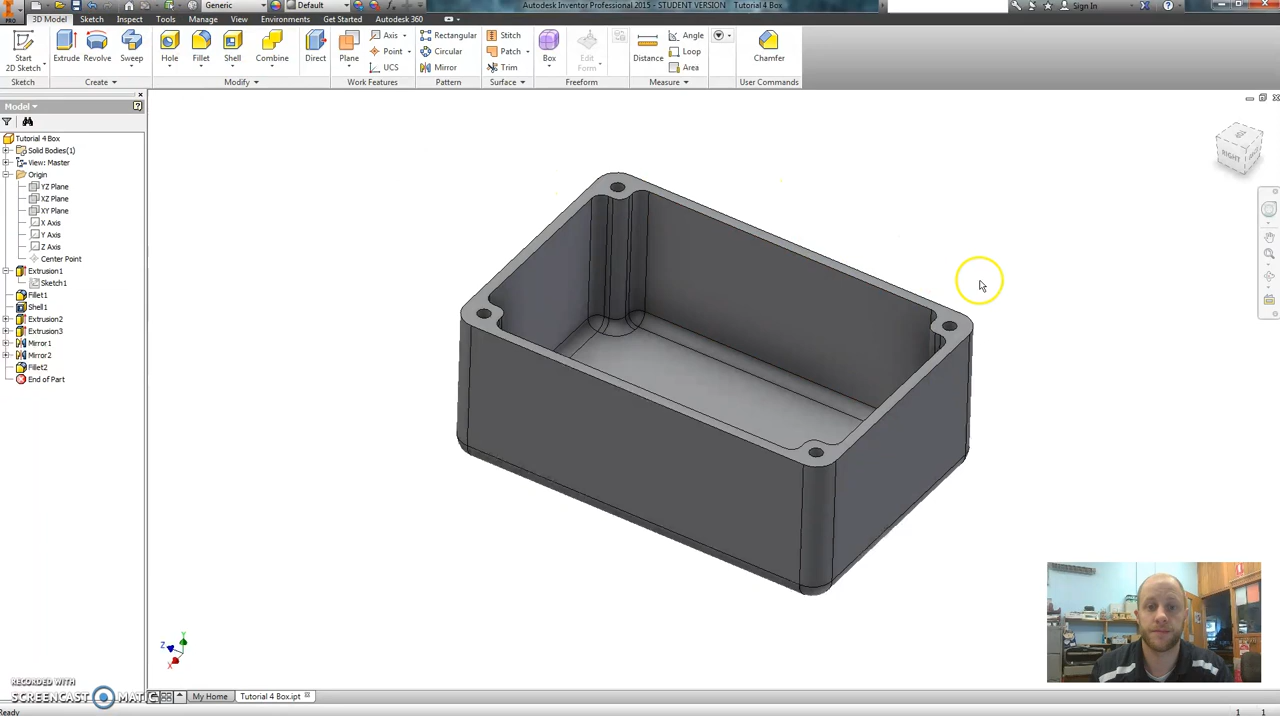 Generic
Default
Autodesk Inventor Professional 2015 - STUDENT VERSION Tutorial 4 Box
Sign In
PRO
3D Model Sketch Inspect Tools Manage View Environments Get Started Autodesk 360
Start
2D Sketch
Extrude
Revolve
Sweep
Hole
Fillet
Shell
Combine
Direct
Plane
Axis
Point
UCS
Rectangular
Circular
Mirror
Stitch
Patch
Trim
Box
Edit
Form
Distance
Angle
Loop
Area
Chamfer
Sketch Create Modify Work Features Pattern Surface Freeform Measure User Commands
Model
Tutorial 4 Box
Solid Bodies(1)
View: Master
Origin
YZ Plane
XZ Plane
XY Plane
X Axis
Y Axis
Z Axis
Center Point
Extrusion1
Sketch1
Fillet1
Shell1
Extrusion2
Extrusion3
Mirror1
Mirror2
Fillet2
End of Part
RIGHT
Y
Z
X
RECORDED WITH
SCREENCAST MATIC
My Home
Tutorial 4 Box.ipt
Ready
1 1